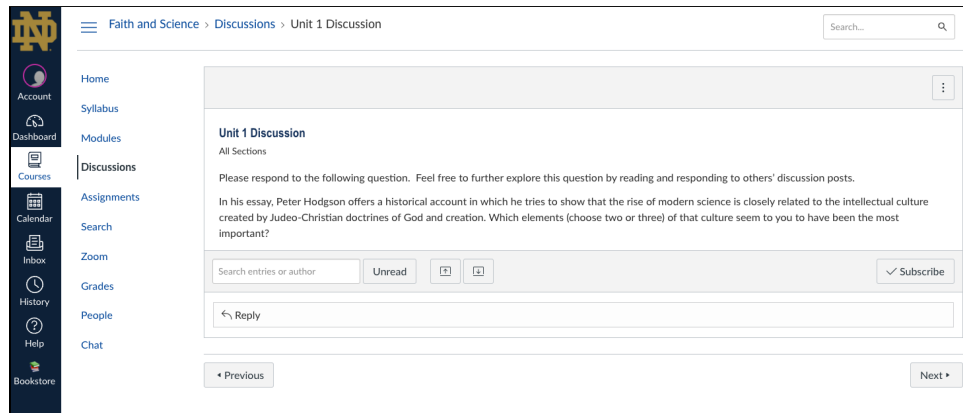 Faith and Science › Discussions › Unit 1 Discussion
Search...
Account
Dashboard
Courses
Calendar
Inbox
History
Help
Bookstore
Home
Syllabus
Modules
Discussions
Assignments
Search
Zoom
Grades
People
Chat
Unit 1 Discussion
All Sections
Please respond to the following question. Feel free to further explore this question by reading and responding to others' discussion posts.
In his essay, Peter Hodgson offers a historical account in which he tries to show that the rise of modern science is closely related to the intellectual culture
created by Judeo-Christian doctrines of God and creation. Which elements (choose two or three) of that culture seem to you to have been the most
important?
Search entries or author
Unread
Subscribe
Reply
Previous
Next